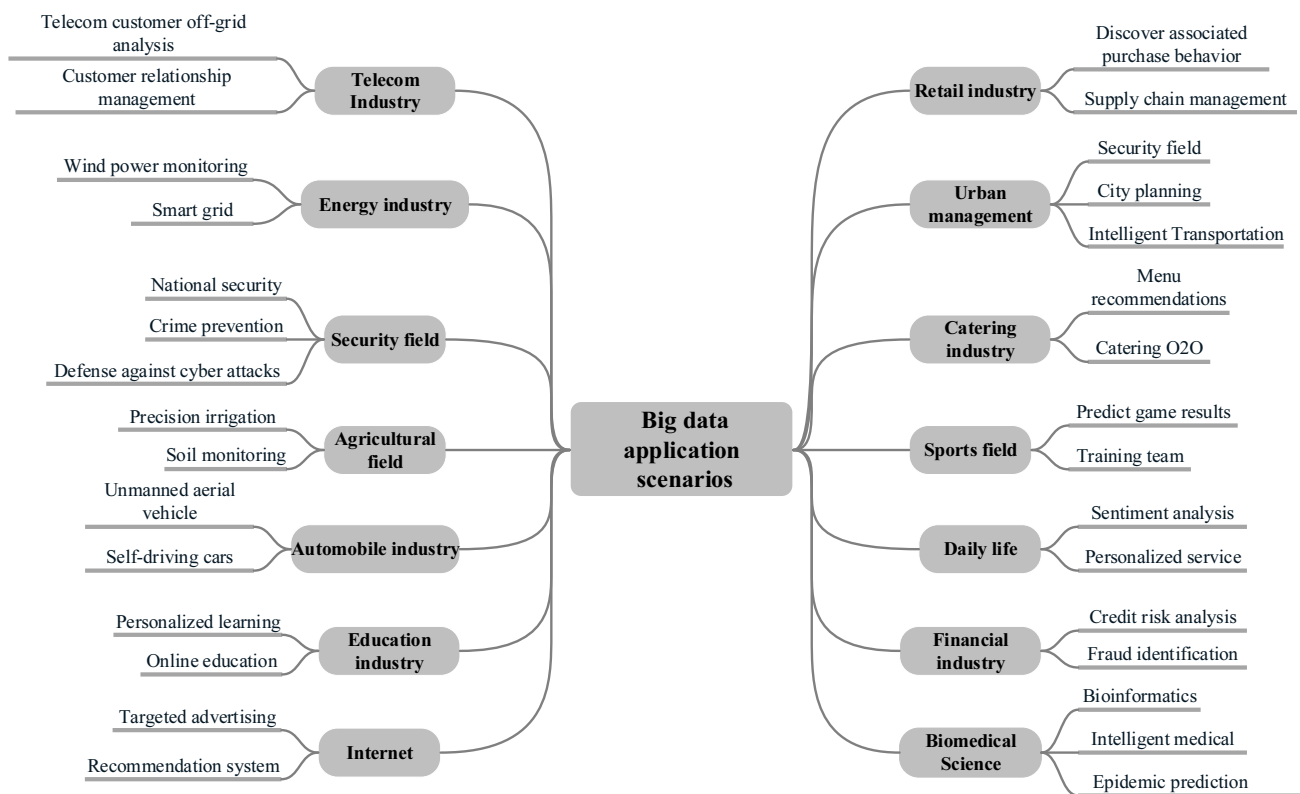 Telecom customer off-grid
analysis
Customer relationship
management
Telecom
Industry
Wind power monitoring
Smart grid
Energy industry
National security
Crime prevention
Defense against cyber attacks
Security field
Precision irrigation
Soil monitoring
Agricultural
field
Unmanned aerial
vehicle
Self-driving cars
Automobile industry
Personalized learning
Online education
Education
industry
Targeted advertising
Recommendation system
Internet
Big data
application
scenarios
Retail industry
Discover associated
purchase behavior
Supply chain management
Urban
management
Security field
City planning
Intelligent Transportation
Catering
industry
Menu
recommendations
Catering O2O
Sports field
Predict game results
Training team
Daily life
Sentiment analysis
Personalized service
Financial
industry
Credit risk analysis
Fraud identification
Biomedical
Science
Bioinformatics
Intelligent medical
Epidemic prediction